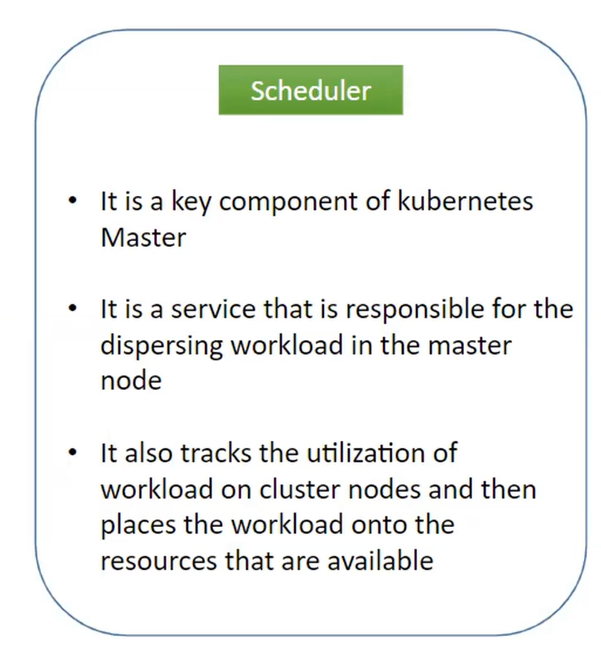 Scheduler
• It is a key component of kubernetes
Master
• It is a service that is responsible for the
dispersing workload in the master
node
• It also tracks the utilization of
workload on cluster nodes and then
places the workload onto the
resources that are available